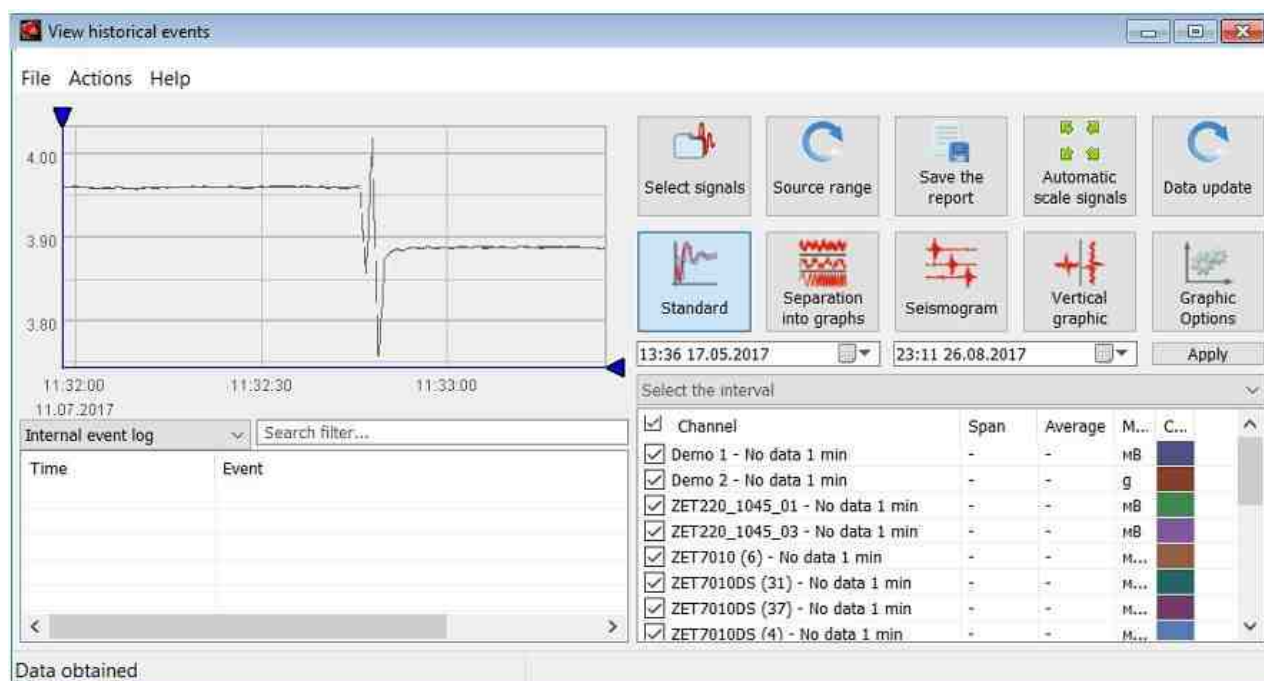 View historical events
File Actions Help
4.00
3.90
3.80
11:32:00
11:32:30
11:33:00
11.07.2017
Select signals
Source range
Save the
report
Automatic
scale signals
Data update
Standard
Separation
into graphs
Seismogram
Vertical
graphic
Graphic
Options
13:36 17.05.2017
23:11 26.08.2017
Apply
Select the interval
Internal event log
Search filter...
Time Event
Channel Span Average M... C...
Demo 1 - No data 1 min - - мВ
Demo 2 - No data 1 min - - g
ZET220_1045_01 - No data 1 min - - мВ
ZET220_1045_03 - No data 1 min - - мВ
ZET7010 (6) - No data 1 min - - м...
ZET7010DS (31) - No data 1 min - - м...
ZET7010DS (37) - No data 1 min - - м...
ZET7010DS (4) - No data 1 min - - м...
Data obtained